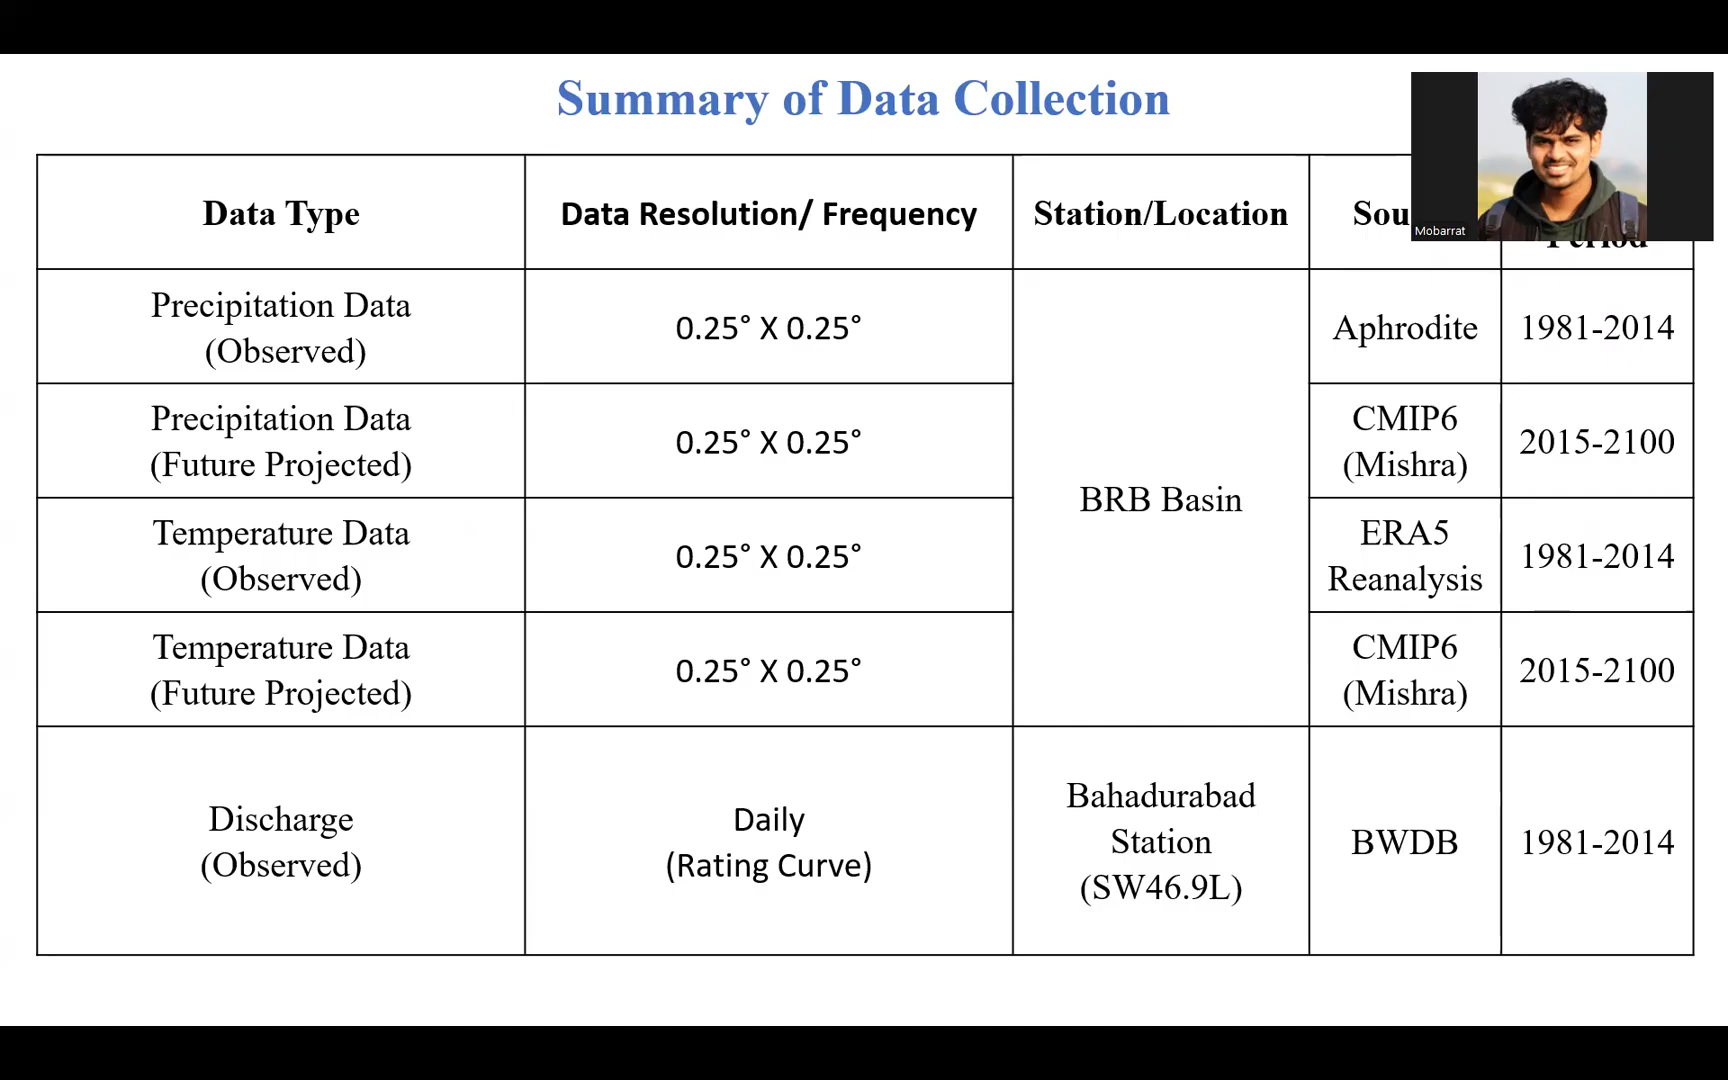 Summary of Data Collection
Data Type
Data Resolution/ Frequency
Station/Location
Mobarrat
Precipitation Data
(Observed)
0.25° X 0.25°
BRB Basin
Aphrodite
1981-2014
Precipitation Data
(Future Projected)
0.25° X 0.25°
CMIP6
(Mishra)
2015-2100
Temperature Data
(Observed)
0.25° X 0.25°
ERA5
Reanalysis
1981-2014
Temperature Data
(Future Projected)
0.25° X 0.25°
CMIP6
(Mishra)
2015-2100
Discharge
(Observed)
Daily
(Rating Curve)
Bahadurabad
Station
(SW46.9L)
BWDB
1981-2014